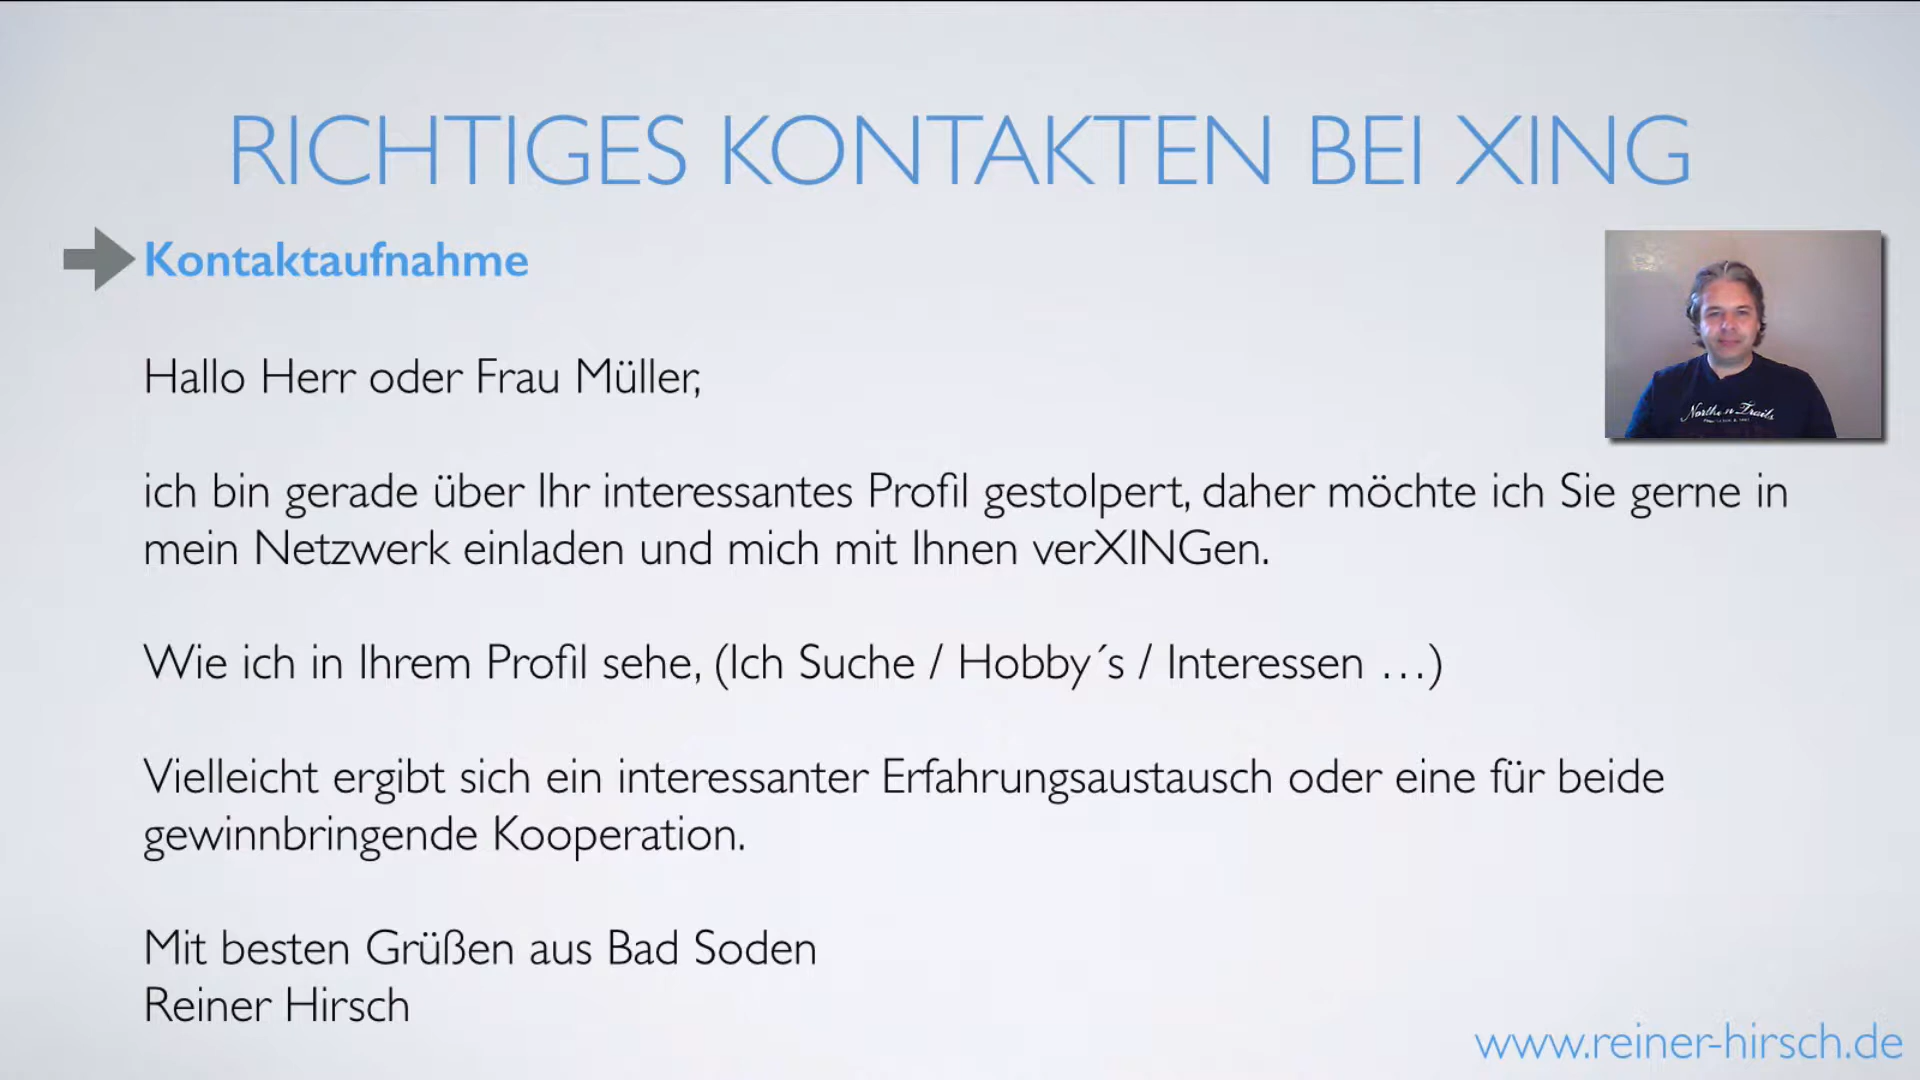 RICHTIGES KONTAKTEN BEI XING
Kontaktaufnahme
Hallo Herr oder Frau Müller,
ich bin gerade über Ihr interessantes Profil gestolpert, daher möchte ich Sie gerne in
mein Netzwerk einladen und mich mit Ihnen verXINGen.
Wie ich in Ihrem Profil sehe, (Ich Suche / Hobby´s / Interessen …)
Vielleicht ergibt sich ein interessanter Erfahrungsaustausch oder eine für beide
gewinnbringende Kooperation.
Mit besten Grüßen aus Bad Soden
Reiner Hirsch
Northern Trails
www.reiner-hirsch.de